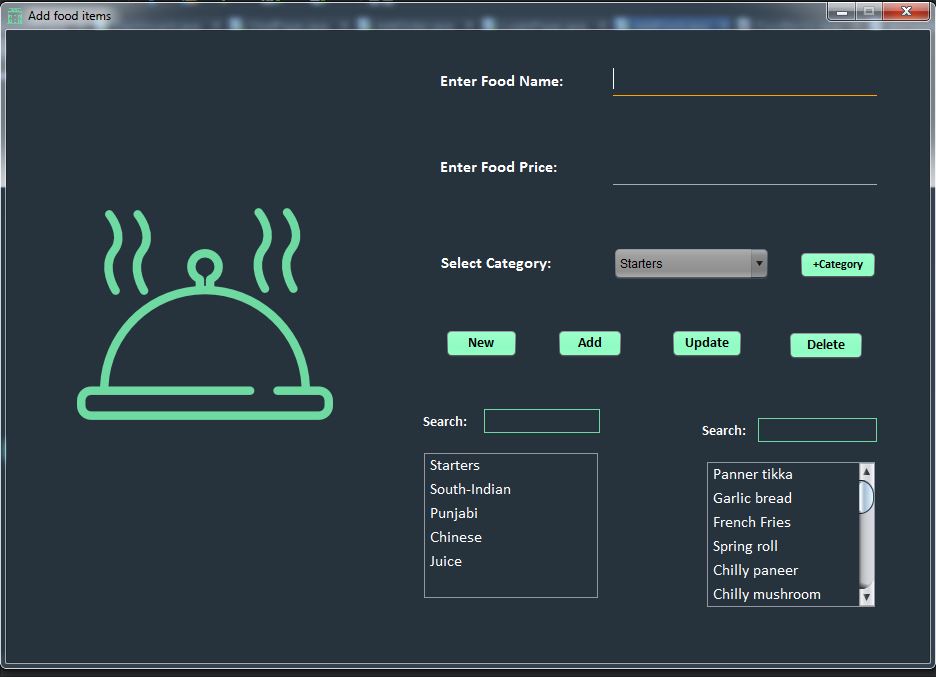 Add food items
Enter Food Name:
Enter Food Price:
Select Category:
Starters
+Category
New
Add
Update
Delete
Search:
Starters
South-Indian
Punjabi
Chinese
Juice
Search:
Panner tikka
Garlic bread
French Fries
Spring roll
Chilly paneer
Chilly mushroom